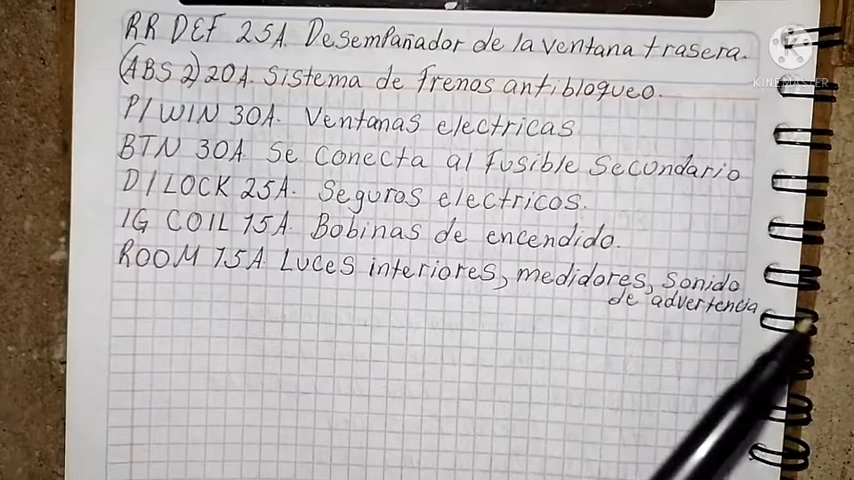 RR DEF 25A. Desempañador de la ventana trasera.
(ABS 2) 20A. Sistema de frenos antibloqueo.
P/WIN 30A. Ventanas electricas.
BTN 30A Se conecta al fusible Secundario
D/LOCK 25A. Seguros electricos.
IG COIL 15A. Bobinas de encendido.
ROOM 15A Luces interiores, medidores, sonido
de advertencia
KINEMASTER